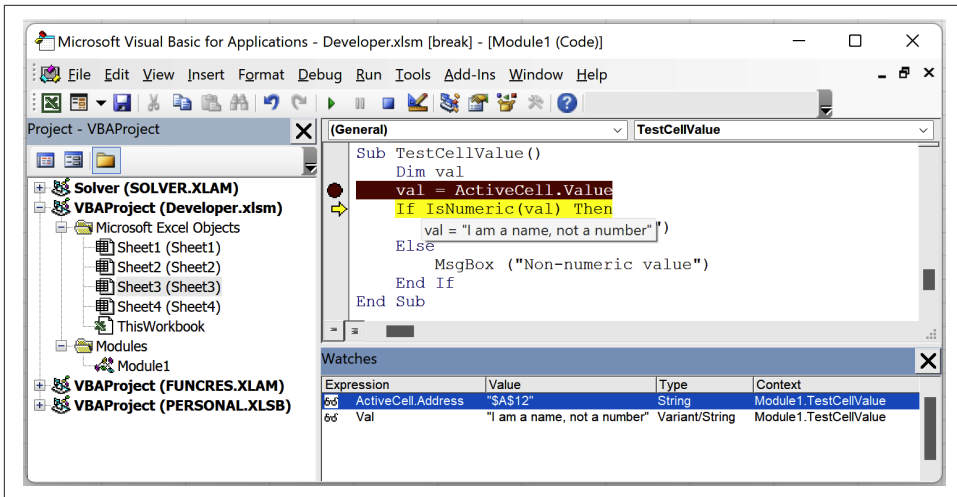 Microsoft Visual Basic for Applications - Developer.xlsm [break] - [Module1 (Code)]
File Edit View Insert Format Debug Run Tools Add-Ins Window Help
Project - VBAProject
Solver (SOLVER.XLAM)
VBAProject (Developer.xlsm)
Microsoft Excel Objects
Sheet1 (Sheet1)
Sheet2 (Sheet2)
Sheet3 (Sheet3)
Sheet4 (Sheet4)
ThisWorkbook
Modules
Module1
VBAProject (FUNCRES.XLAM)
VBAProject (PERSONAL.XLSB)
(General) TestCellValue
Sub TestCellValue()
Dim val
val = ActiveCell.Value
If IsNumeric(val) Then
val = "I am a name, not a number" ")
Else
MsgBox ("Non-numeric value")
End If
End Sub
Watches
Expression Value Type Context
ActiveCell.Address "$A$12" String Module1.TestCellValue
Val "I am a name, not a number" Variant/String Module1.TestCellValue